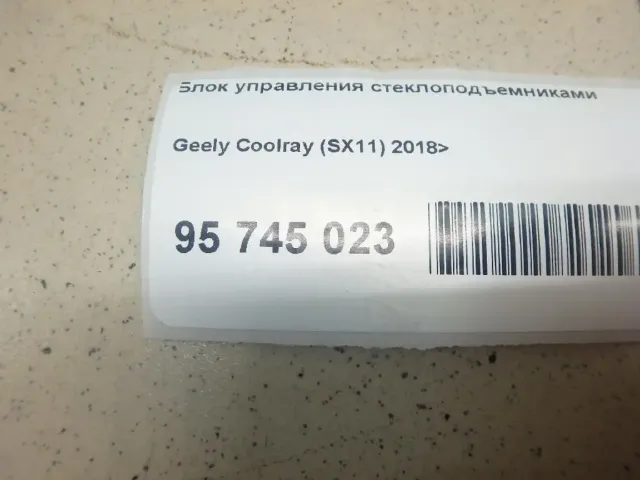 Блок управления стеклоподъемниками
Geely Coolray (SX11) 2018>
95 745 023